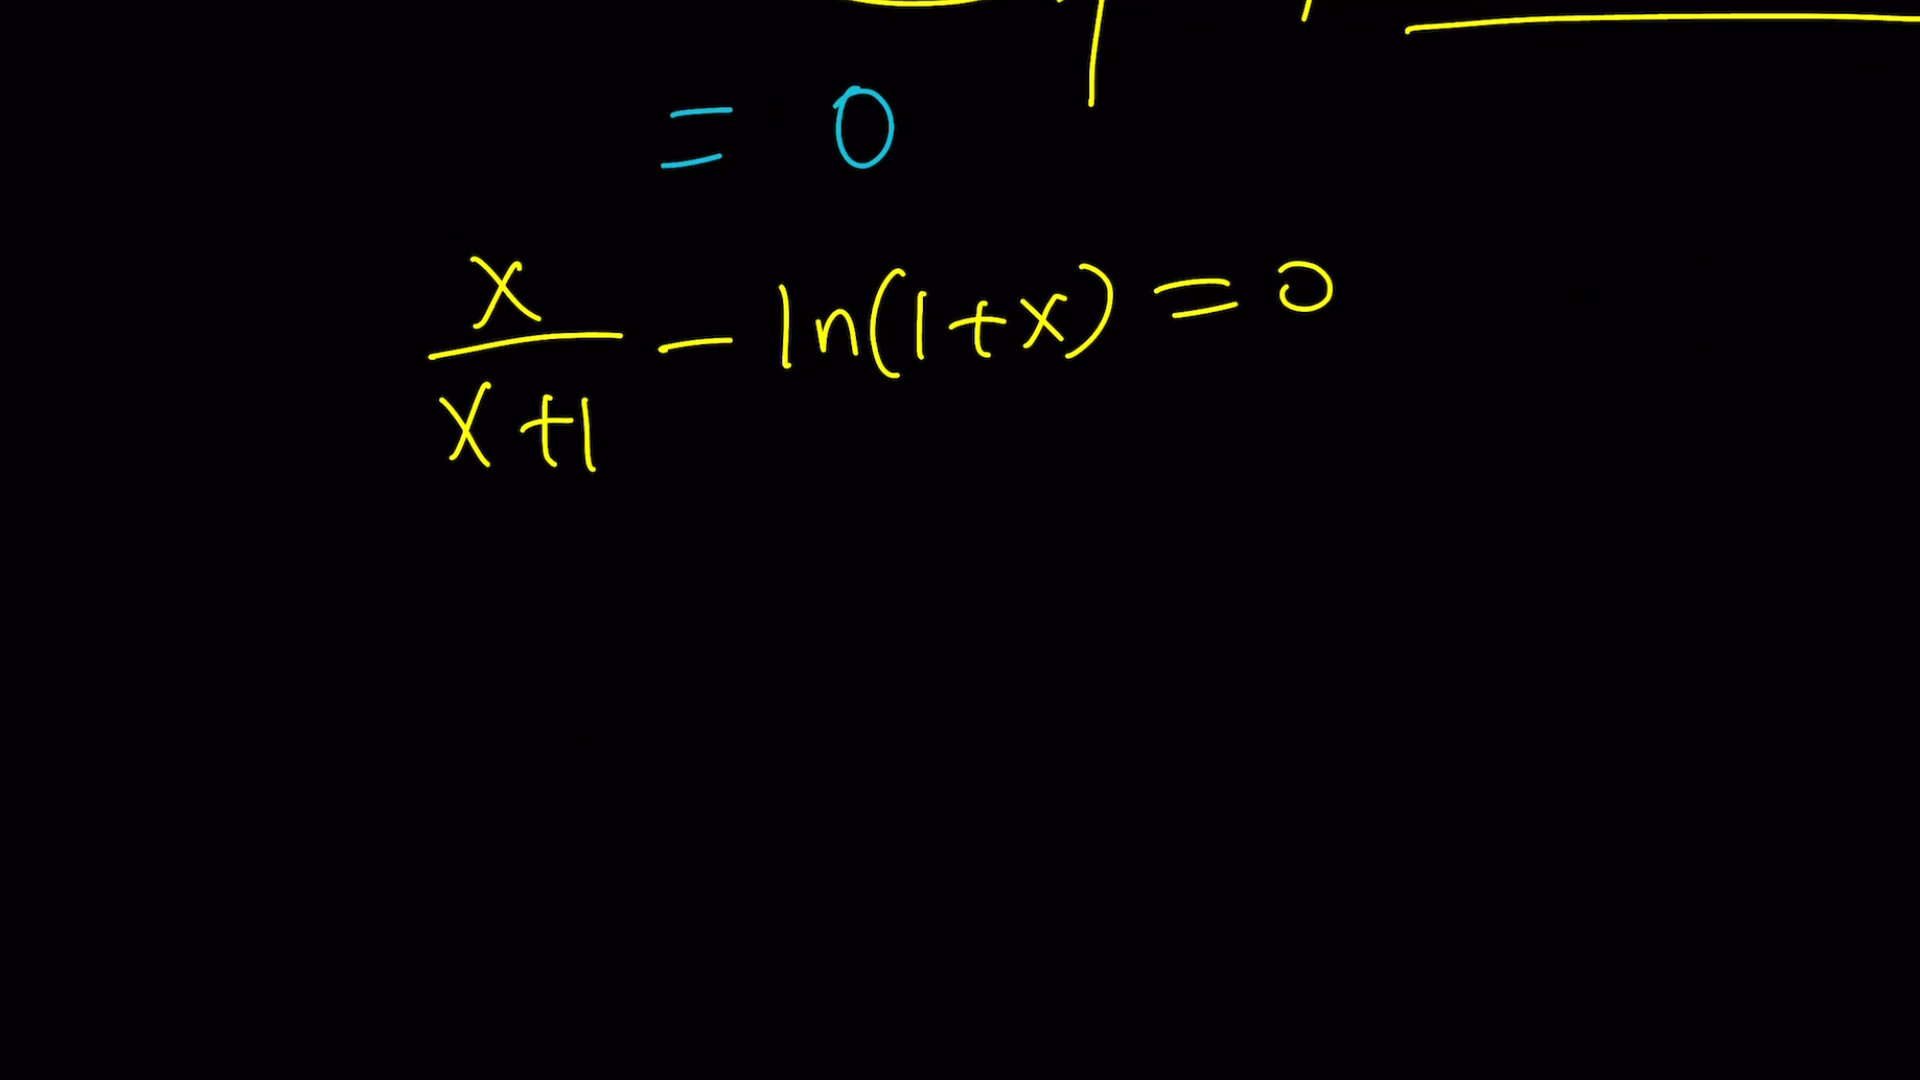 = 0
x/(x+1) - ln(1+x) = 0